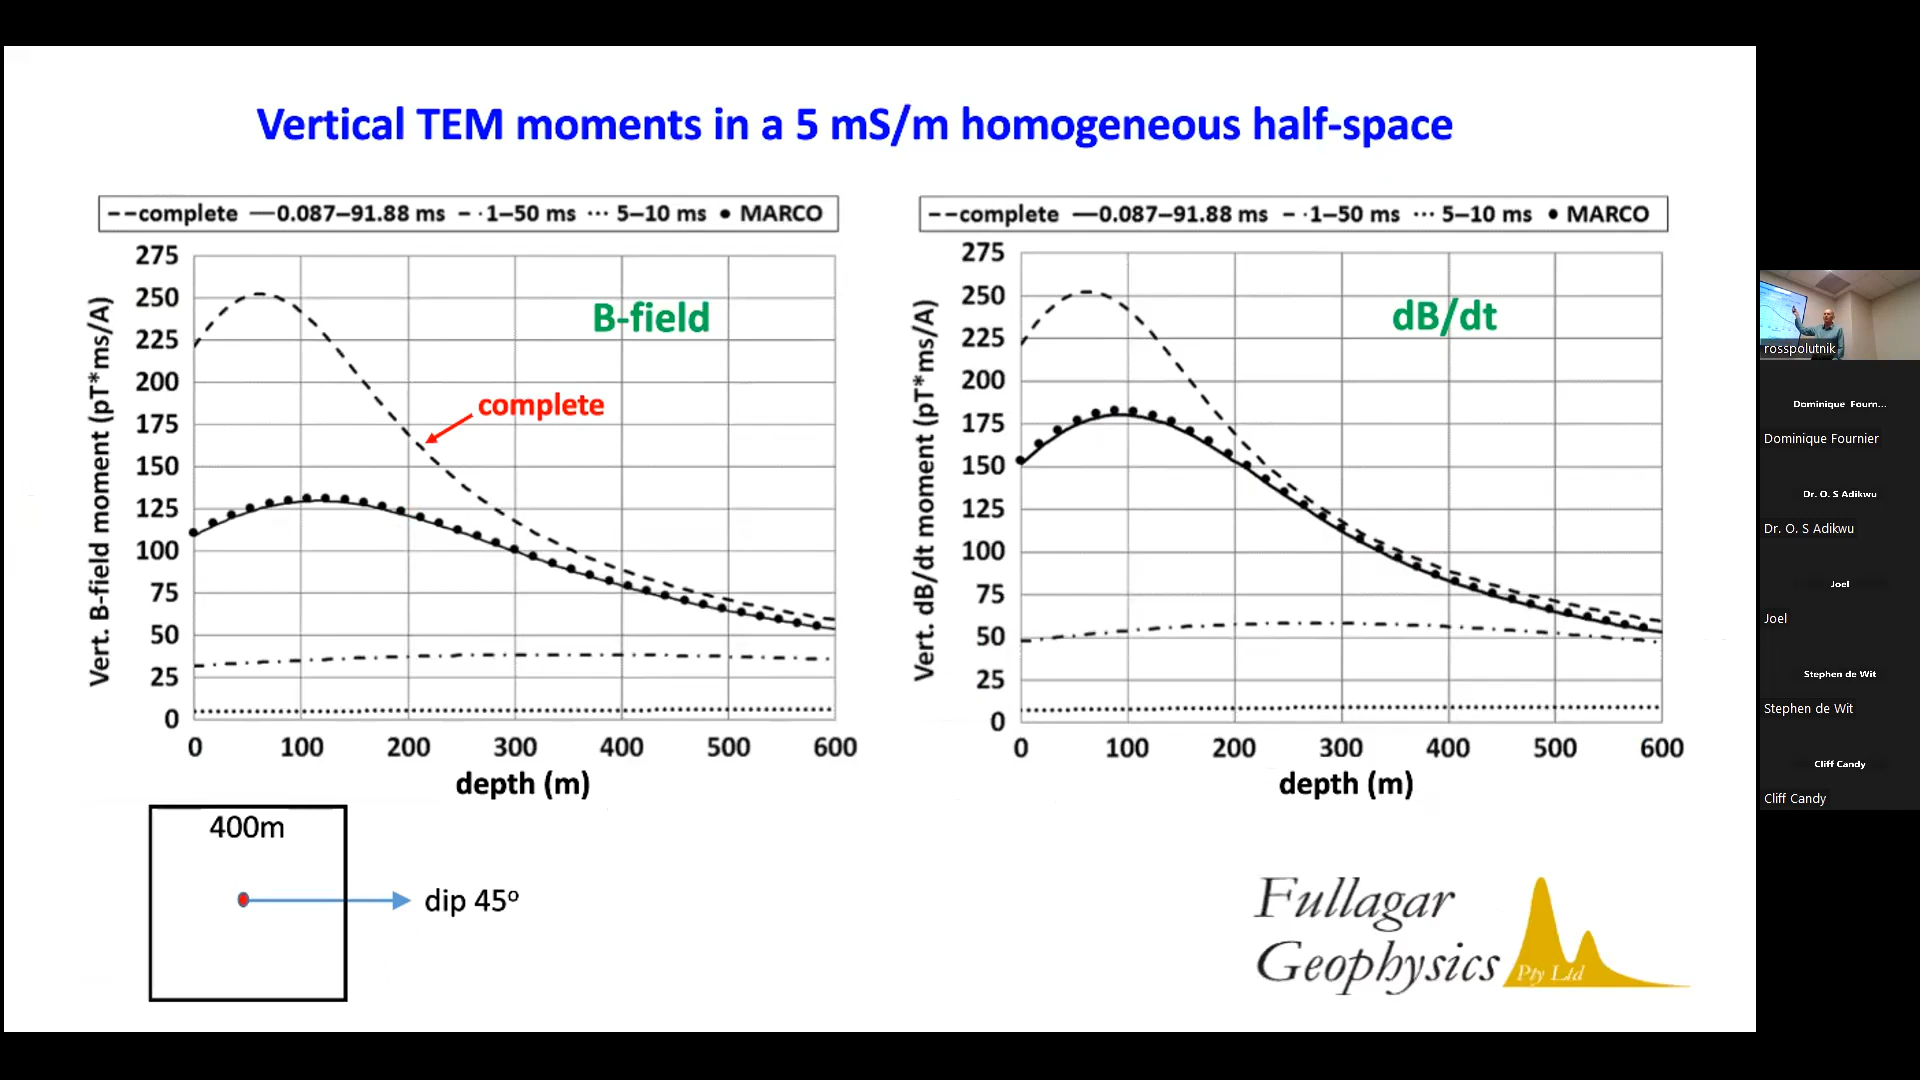 Vertical TEM moments in a 5 mS/m homogeneous half-space
complete 0.087–91.88 ms 1–50 ms 5–10 ms MARCO
275
250
225
200
175
150
125
100
75
50
25
0
Vert. B-field moment (pT*ms/A)
B-field
complete
0 100 200 300 400 500 600
depth (m)
complete 0.087–91.88 ms 1–50 ms 5–10 ms MARCO
275
250
225
200
175
150
125
100
75
50
25
0
Vert. dB/dt moment (pT*ms/A)
dB/dt
0 100 200 300 400 500 600
depth (m)
400m
dip 45º
Fullagar
Geophysics
Pty Ltd
rosspolutnik
Dominique Fourn...
Dominique Fournier
Dr. O. S Adikwu
Dr. O. S Adikwu
Joel
Joel
Stephen de Wit
Stephen de Wit
Cliff Candy
Cliff Candy